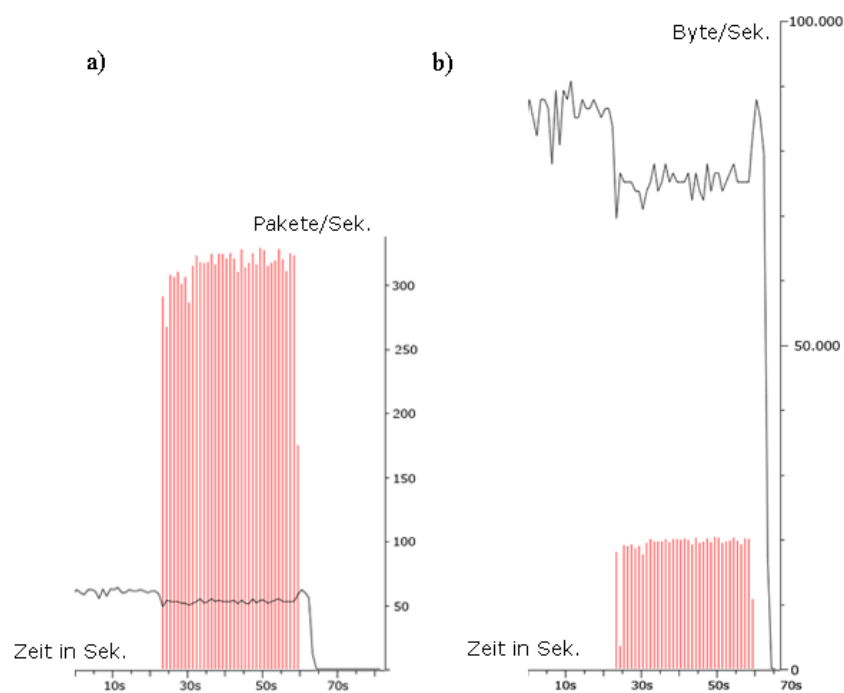 a)
Pakete/Sek.
300
250
200
150
100
50
Zeit in Sek.
10s
30s
50s
70s
b)
Byte/Sek.
100.000
50.000
0
Zeit in Sek.
10s
30s
50s
70s